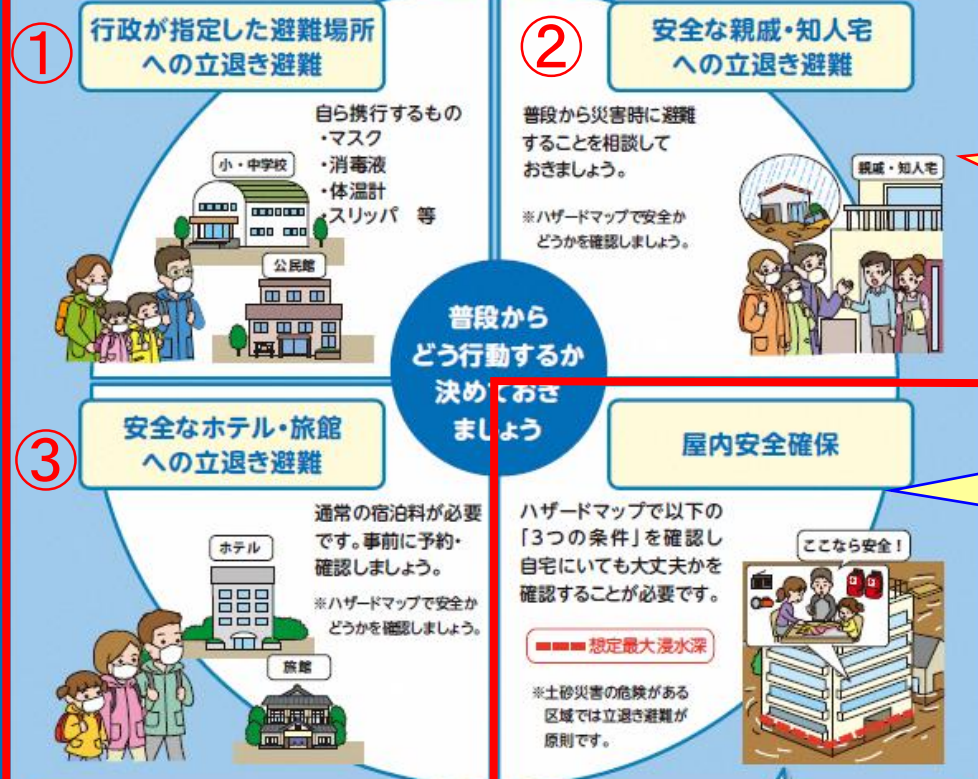 ①
行政が指定した避難場所
への立退き避難
自ら携行するもの
・マスク
・消毒液
・体温計
・スリッパ 等
小・中学校
公民館
②
安全な親戚・知人宅
への立退き避難
普段から災害時に避難
することを相談して
おきましょう。
※ハザードマップで安全か
どうかを確認しましょう。
親戚・知人宅
普段から
どう行動するか
決めておき
ましょう
③
安全なホテル・旅館
への立退き避難
通常の宿泊料が必要
です。事前に予約・
確認しましょう。
※ハザードマップで安全か
どうかを確認しましょう。
ホテル
旅館
屋内安全確保
ハザードマップで以下の
「3つの条件」を確認し
自宅にいても大丈夫かを
確認することが必要です。
想定最大浸水深
※土砂災害の危険がある
区域では立退き避難が
原則です。
ここなら安全！